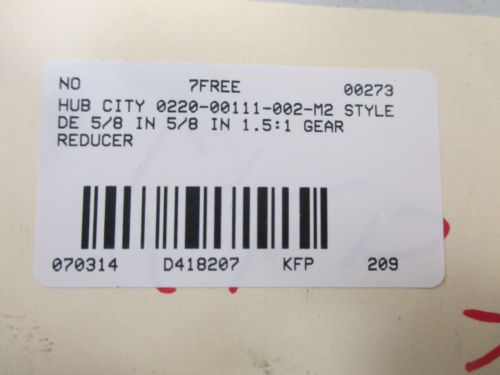 NO 7FREE 00273
HUB CITY 0220-00111-002-M2 STYLE
DE 5/8 IN 5/8 IN 1.5:1 GEAR
REDUCER
070314 D418207 KFP 209